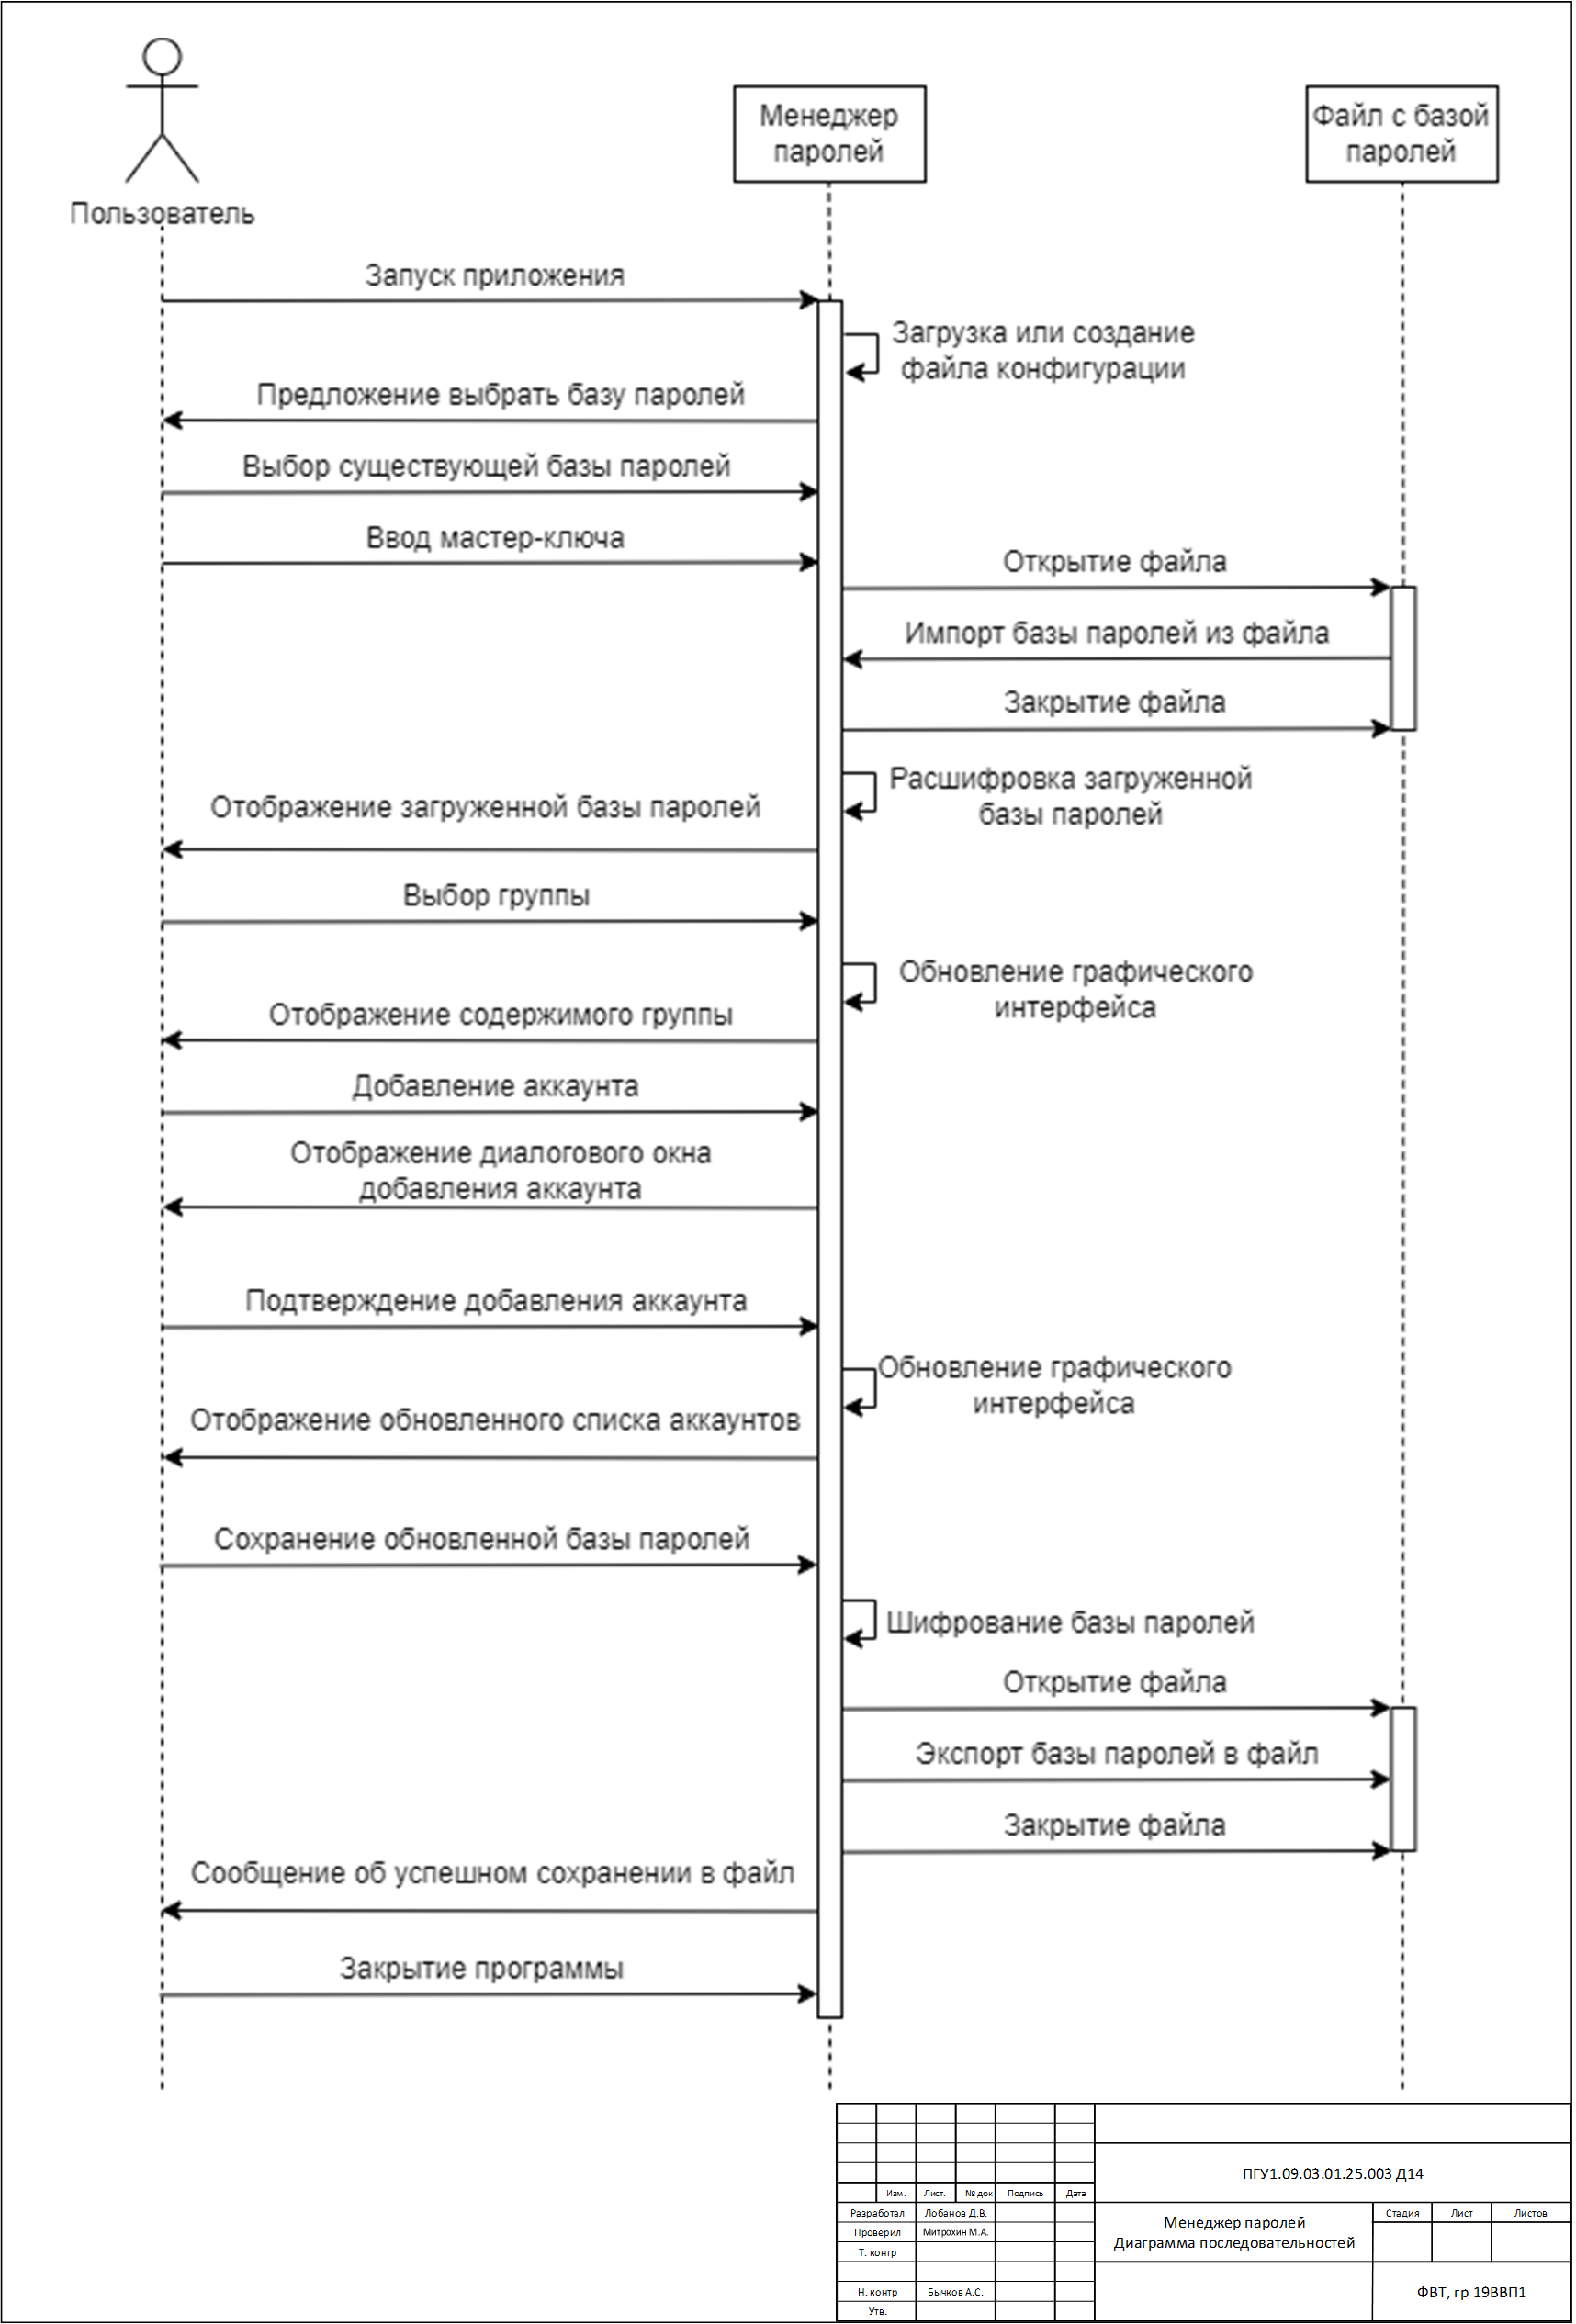 Менеджер
паролей
Файл с базой
паролей
Пользователь
Запуск приложения
Загрузка или создание
файла конфигурации
Предложение выбрать базу паролей
Выбор существующей базы паролей
Ввод мастер-ключа
Открытие файла
Импорт базы паролей из файла
Закрытие файла
Расшифровка загруженной
базы паролей
Отображение загруженной базы паролей
Выбор группы
Обновление графического
интерфейса
Отображение содержимого группы
Добавление аккаунта
Отображение диалогового окна
добавления аккаунта
Подтверждение добавления аккаунта
Обновление графического
интерфейса
Отображение обновленного списка аккаунтов
Сохранение обновленной базы паролей
Шифрование базы паролей
Открытие файла
Экспорт базы паролей в файл
Закрытие файла
Сообщение об успешном сохранении в файл
Закрытие программы
ПГУ1.09.03.01.25.003 Д14
Изм. Лист. № док Подпись Дата
Разработал Лобанов Д.В.
Проверил Митрохин М.А.
Т. контр
Н. контр Бычков А.С.
Утв.
Менеджер паролей
Диаграмма последовательностей
Стадия Лист Листов
ФВТ, гр 19ВВП1